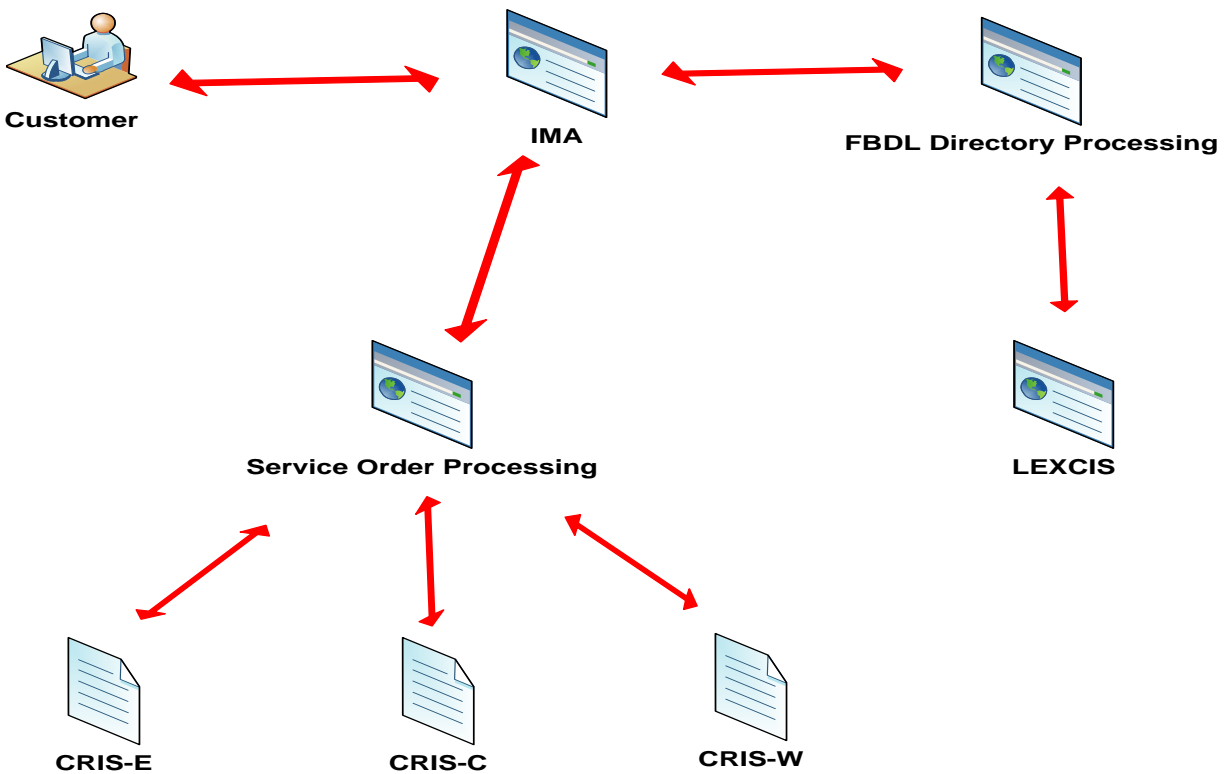 Customer
IMA
FBDL Directory Processing
Service Order Processing
LEXCIS
CRIS-E
CRIS-C
CRIS-W